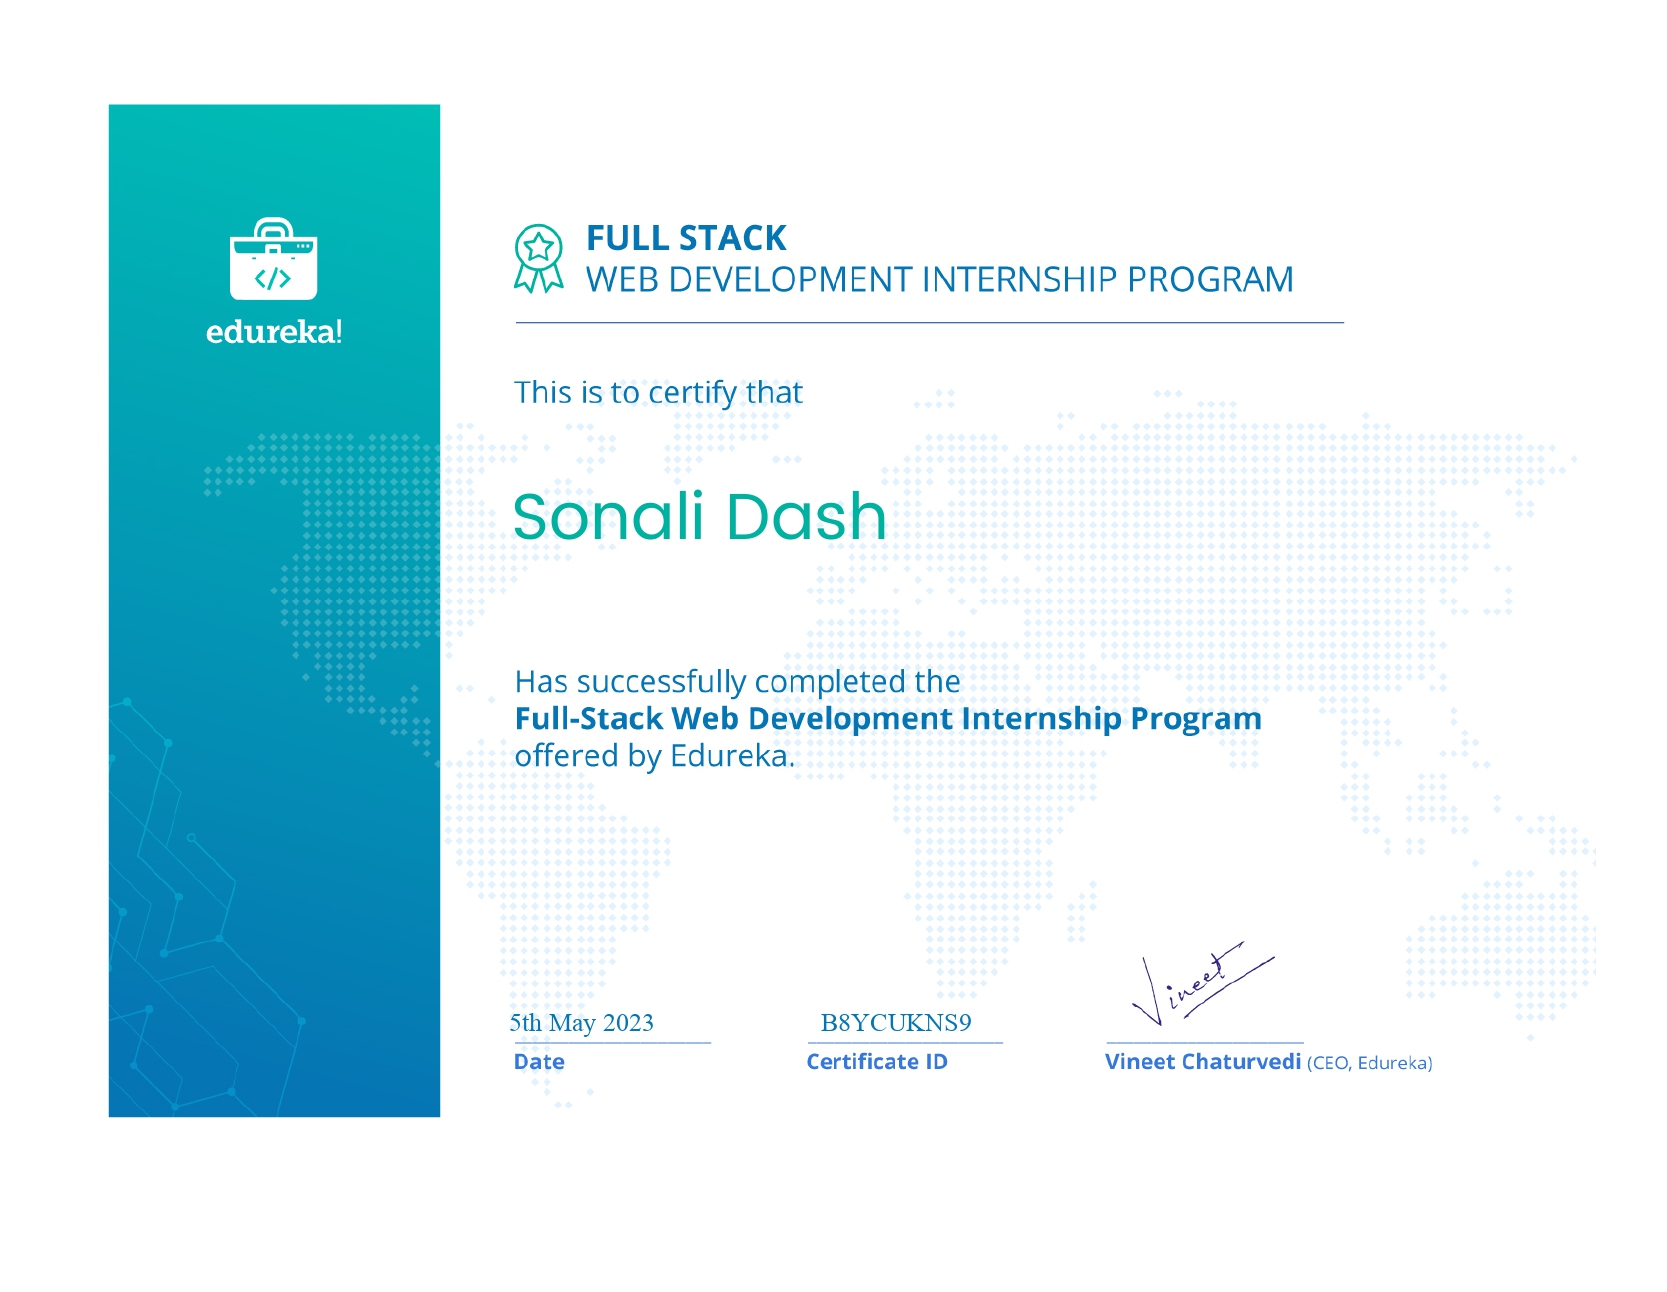 edureka!
FULL STACK
WEB DEVELOPMENT INTERNSHIP PROGRAM
This is to certify that
Sonali Dash
Has successfully completed the
Full-Stack Web Development Internship Program
offered by Edureka.
Vineet
5th May 2023 B8YCUKNS9
Date Certificate ID Vineet Chaturvedi (CEO, Edureka)